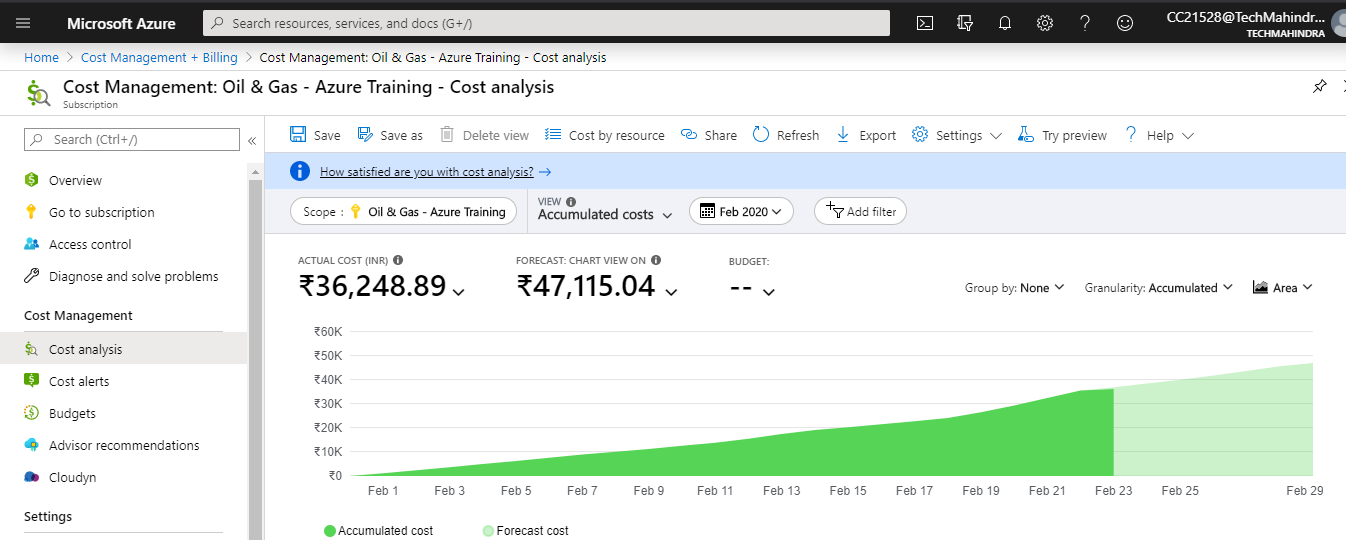 Microsoft Azure
Search resources, services, and docs (G+/)
CC21528@TechMahindr...
TECHMAHINDRA
Home > Cost Management + Billing > Cost Management: Oil & Gas - Azure Training - Cost analysis
Cost Management: Oil & Gas - Azure Training - Cost analysis
Subscription
Search (Ctrl+/)
«
Overview
Go to subscription
Access control
Diagnose and solve problems
Cost Management
Cost analysis
Cost alerts
Budgets
Advisor recommendations
Cloudyn
Settings
Save Save as Delete view Cost by resource Share Refresh Export Settings Try preview Help
How satisfied are you with cost analysis? →
Scope : Oil & Gas - Azure Training
VIEW
Accumulated costs
Feb 2020
Add filter
ACTUAL COST (INR)
₹36,248.89
FORECAST: CHART VIEW ON
₹47,115.04
BUDGET:
--
Group by: None
Granularity: Accumulated
Area
₹60K
₹50K
₹40K
₹30K
₹20K
₹10K
₹0
Feb 1 Feb 3 Feb 5 Feb 7 Feb 9 Feb 11 Feb 13 Feb 15 Feb 17 Feb 19 Feb 21 Feb 23 Feb 25 Feb 29
Accumulated cost Forecast cost